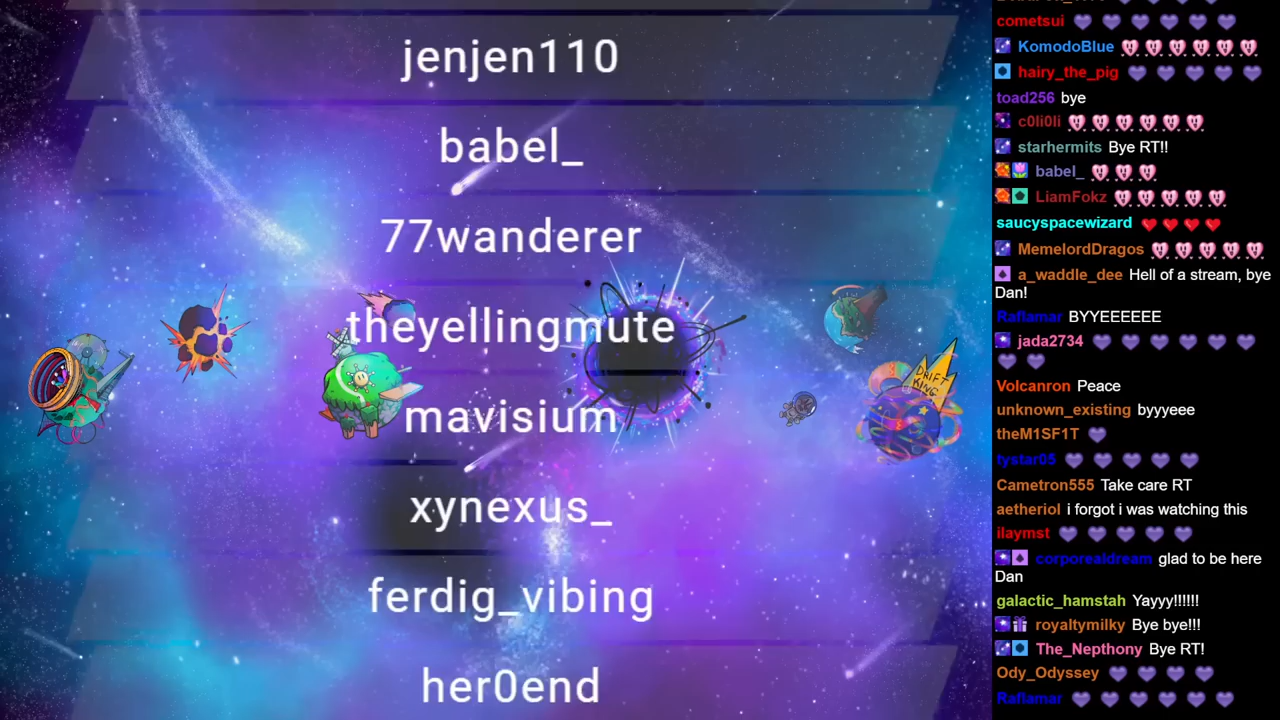 jenjen110
babel_
77wanderer
theyellingmute
mavisium
xynexus_
ferdig_vibing
her0end
DRIFT
KING
cometsui
KomodoBlue
hairy_the_pig
toad256 bye
c0li0li
starhermits Bye RT!!
babel_
LiamFokz
saucyspacewizard
MemelordDragos
a_waddle_dee Hell of a stream, bye
Dan!
Raflamar BYYEEEEEE
jada2734
Volcanron Peace
unknown_existing byyyeee
theM1SF1T
tystar05
Cametron555 Take care RT
aetheriol i forgot i was watching this
ilaymst
corporealdream glad to be here
Dan
galactic_hamstah Yayyy!!!!!!
royaltymilky Bye bye!!!
The_Nepthony Bye RT!
Ody_Odyssey
Raflamar